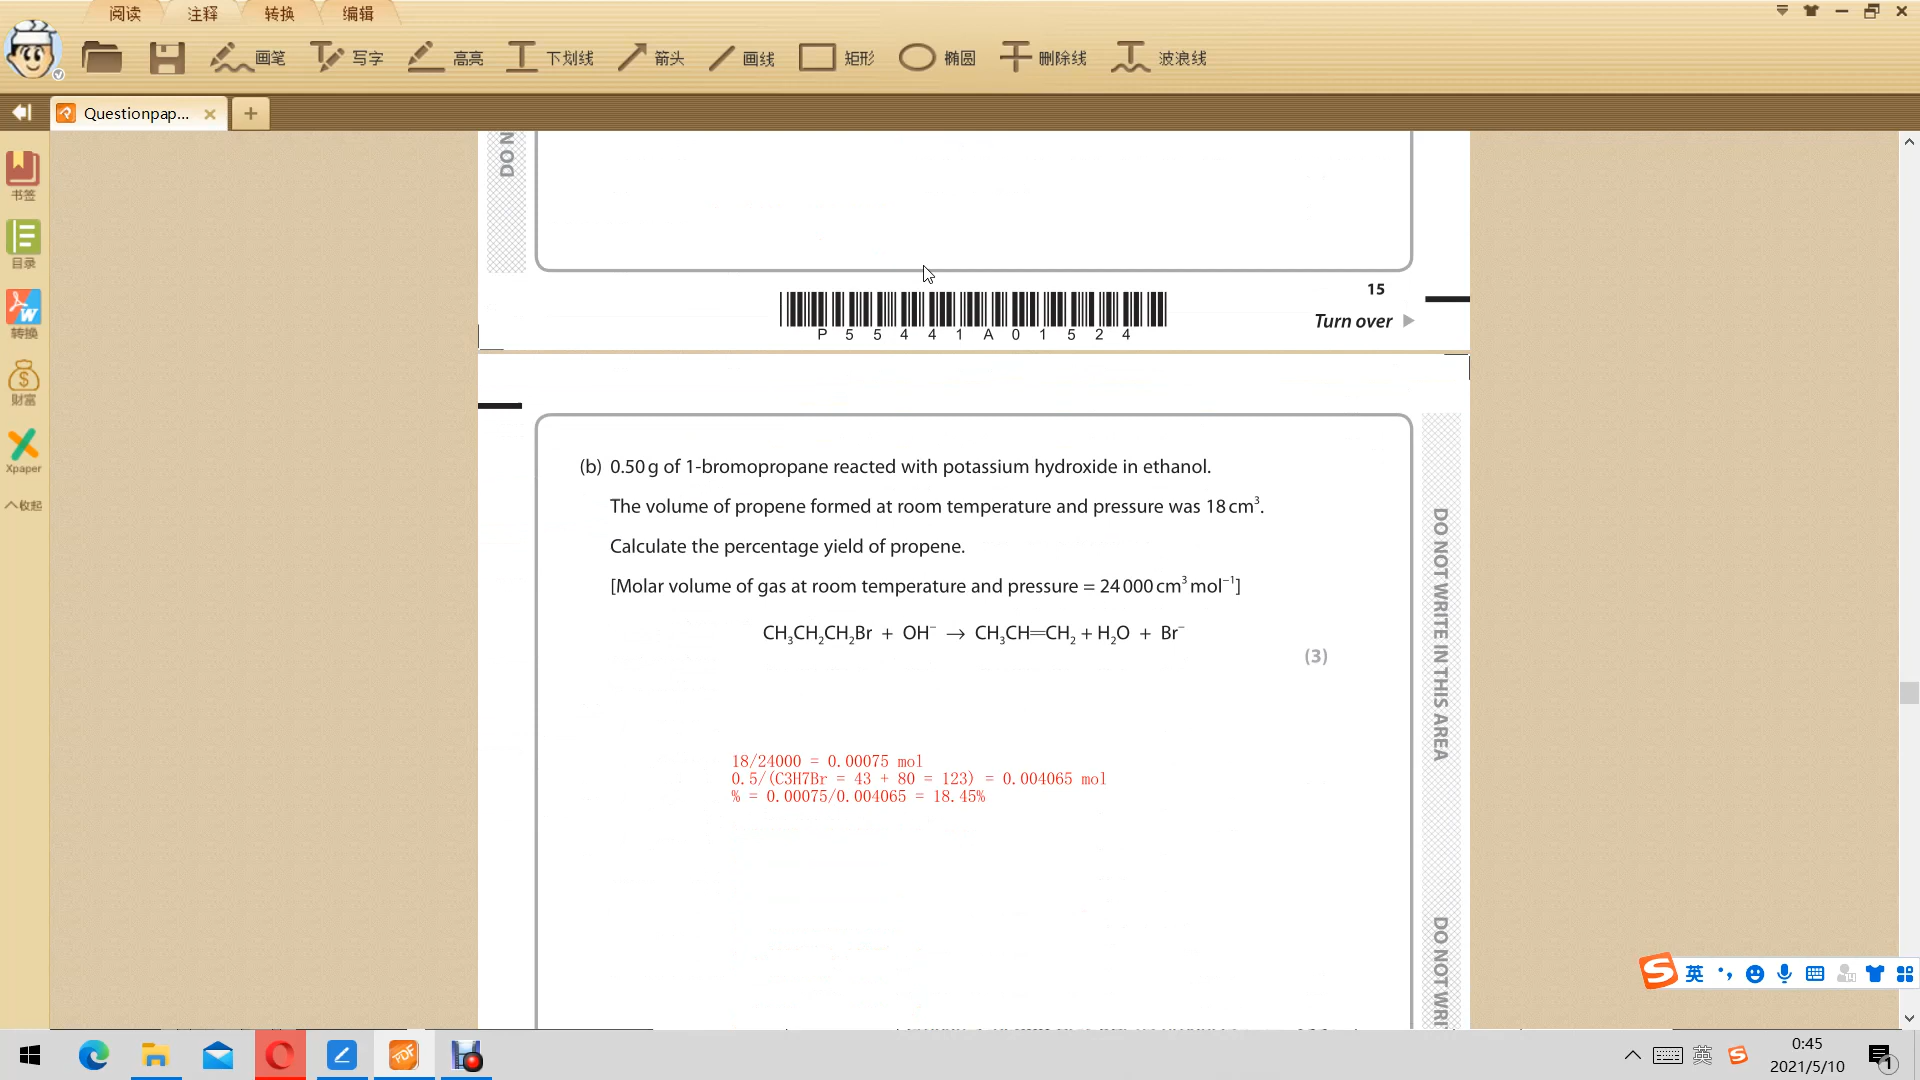 阅读 注释 转换 编辑
画笔 写字 高亮 下划线 箭头 画线 矩形 椭圆 删除线 波浪线
Questionpap...
书签
目录
转换
财富
Xpaper
收起
DO N
15
P 5 5 4 4 1 A 0 1 5 2 4
Turn over
(b) 0.50 g of 1-bromopropane reacted with potassium hydroxide in ethanol.
The volume of propene formed at room temperature and pressure was 18 cm³.
Calculate the percentage yield of propene.
[Molar volume of gas at room temperature and pressure = 24 000 cm³ mol⁻¹]
CH₃CH₂CH₂Br + OH⁻ → CH₃CH=CH₂ + H₂O + Br⁻
(3)
18/24000 = 0.00075 mol
0.5/(C3H7Br = 43 + 80 = 123) = 0.004065 mol
% = 0.00075/0.004065 = 18.45%
DO NOT WRITE IN THIS AREA
DO NOT WRI
英
英
0:45
2021/5/10
1